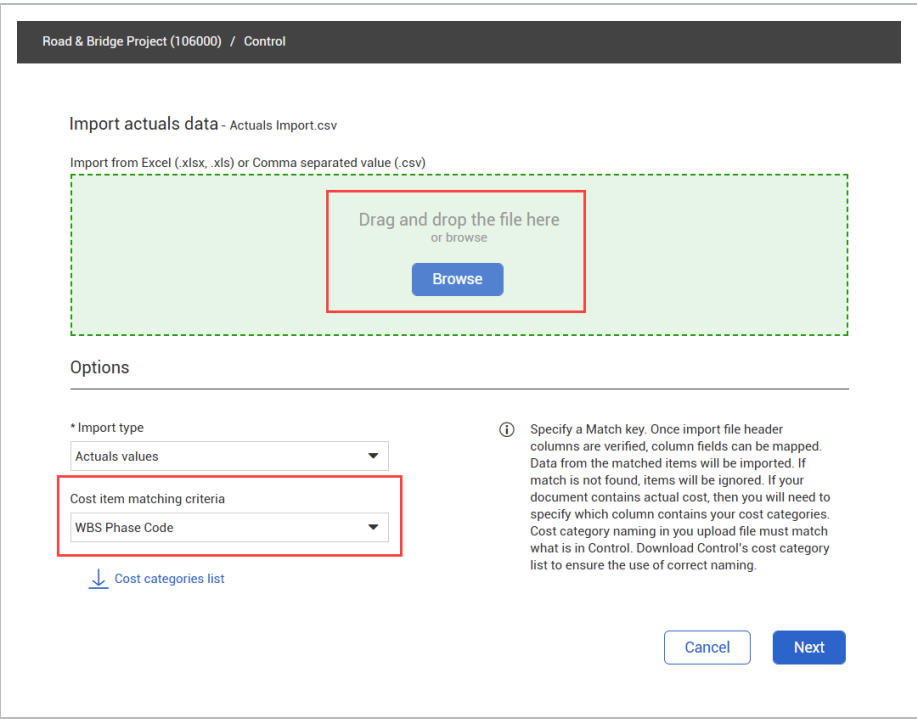 Road & Bridge Project (106000) / Control
Import actuals data - Actuals Import.csv
Import from Excel (.xlsx, .xls) or Comma separated value (.csv)
Drag and drop the file here
or browse
Browse
Options
* Import type
Actuals values
Cost item matching criteria
WBS Phase Code
Cost categories list
Specify a Match key. Once import file header
columns are verified, column fields can be mapped.
Data from the matched items will be imported. If
match is not found, items will be ignored. If your
document contains actual cost, then you will need to
specify which column contains your cost categories.
Cost category naming in you upload file must match
what is in Control. Download Control's cost category
list to ensure the use of correct naming.
Cancel
Next